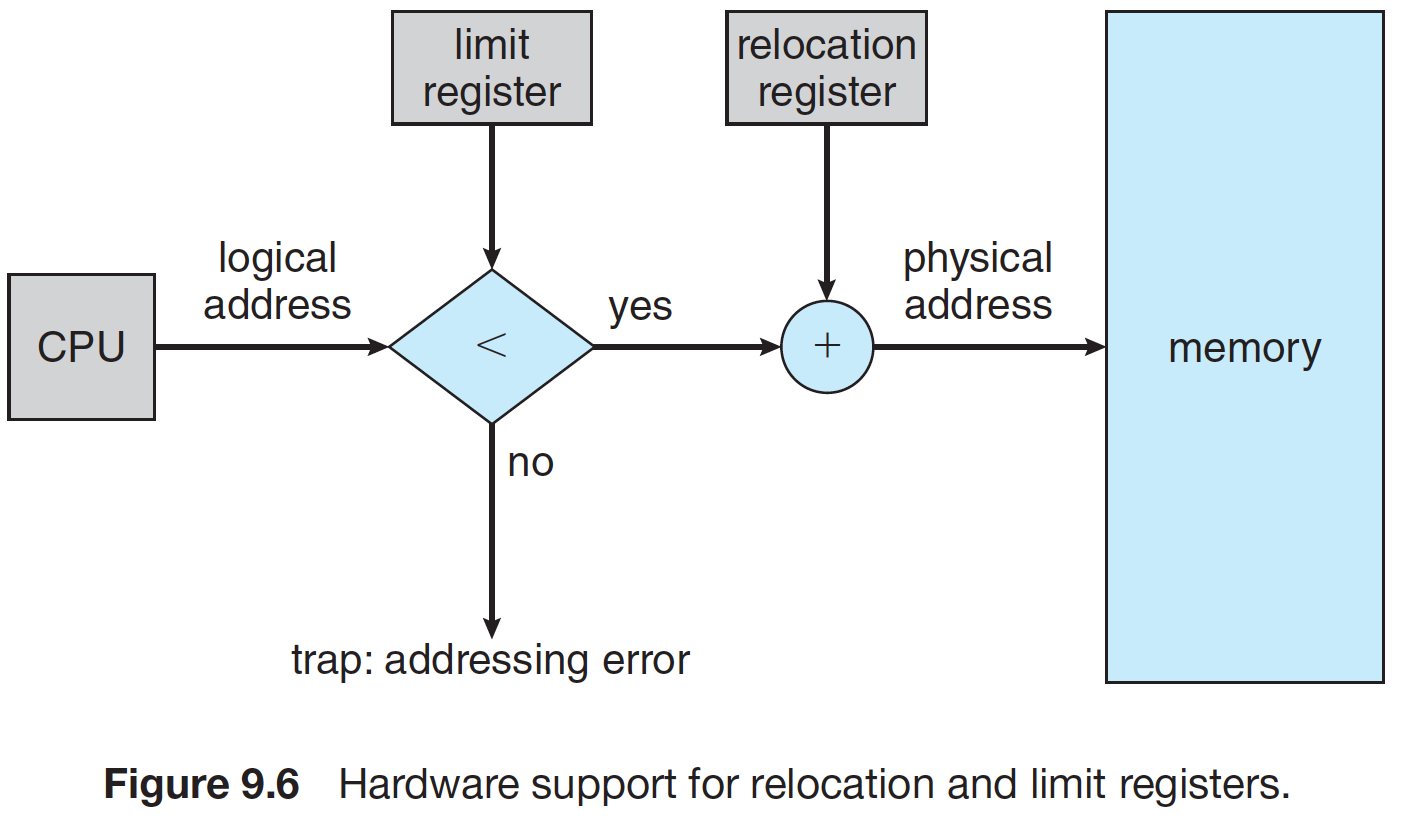 limit
register
relocation
register
logical
address
physical
address
CPU
<
yes
+
memory
no
trap: addressing error
Figure 9.6 Hardware support for relocation and limit registers.